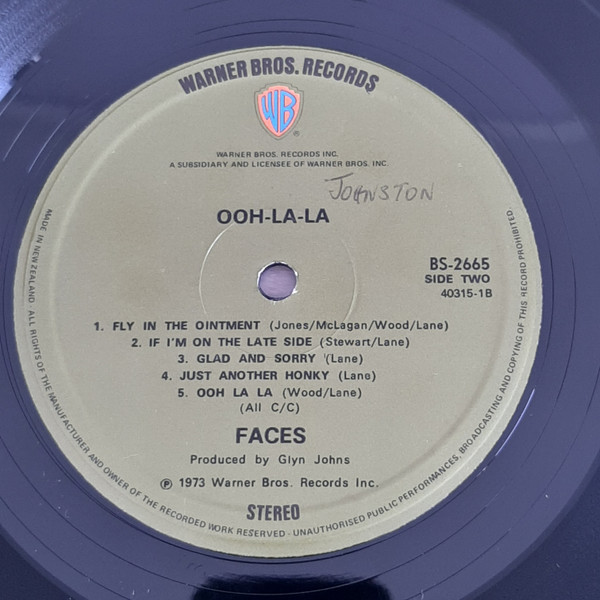 WARNER BROS. RECORDS
WB
®
WARNER BROS. RECORDS INC.
A SUBSIDIARY AND LICENSEE OF WARNER BROS. INC.
JOHNSTON
OOH-LA-LA
BS-2665
SIDE TWO
40315-1B
1. FLY IN THE OINTMENT (Jones/McLagan/Wood/Lane)
2. IF I'M ON THE LATE SIDE (Stewart/Lane)
3. GLAD AND SORRY (Lane)
4. JUST ANOTHER HONKY (Lane)
5. OOH LA LA (Wood/Lane)
(All C/C)
FACES
Produced by Glyn Johns
℗ 1973 Warner Bros. Records Inc.
STEREO
MADE IN NEW ZEALAND · ALL RIGHTS OF THE MANUFACTURER AND OWNER OF THE RECORDED WORK RESERVED - UNAUTHORISED PUBLIC PERFORMANCES, BROADCASTING AND COPYING OF THIS RECORD PROHIBITED.